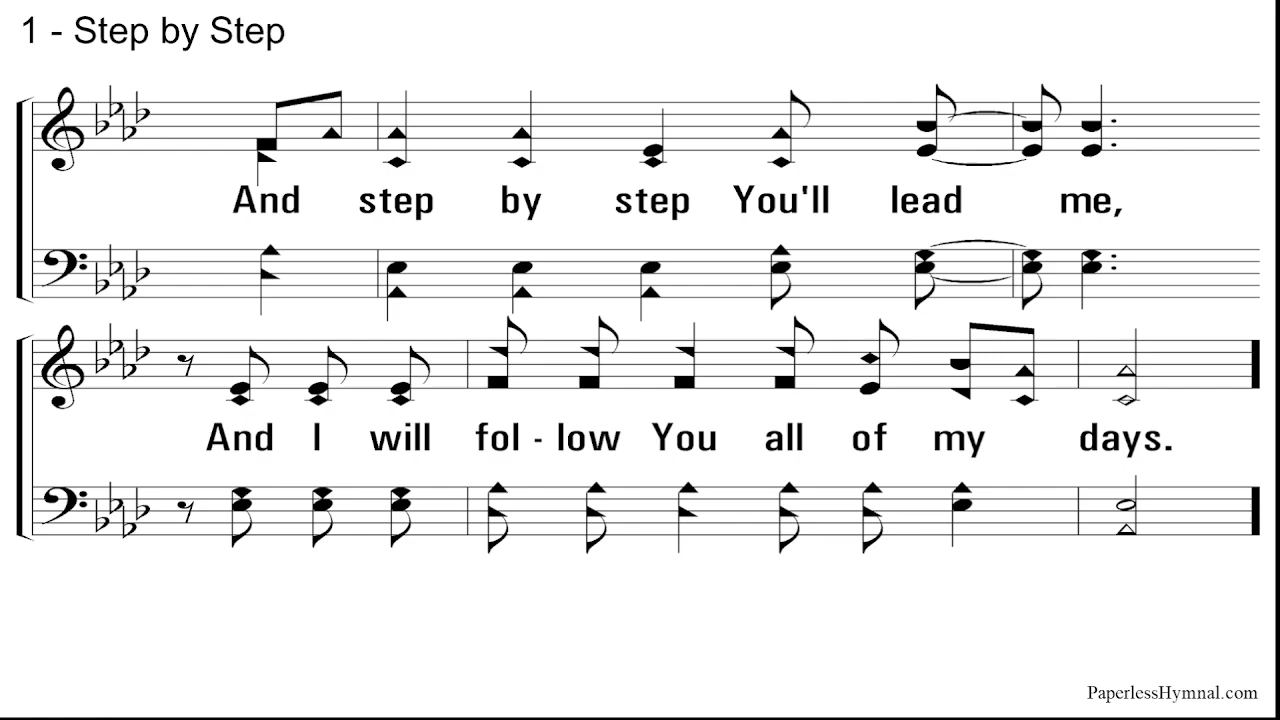 1 - Step by Step
And step by step You'll lead me,
And I will fol - low You all of my days.
PaperlessHymnal.com